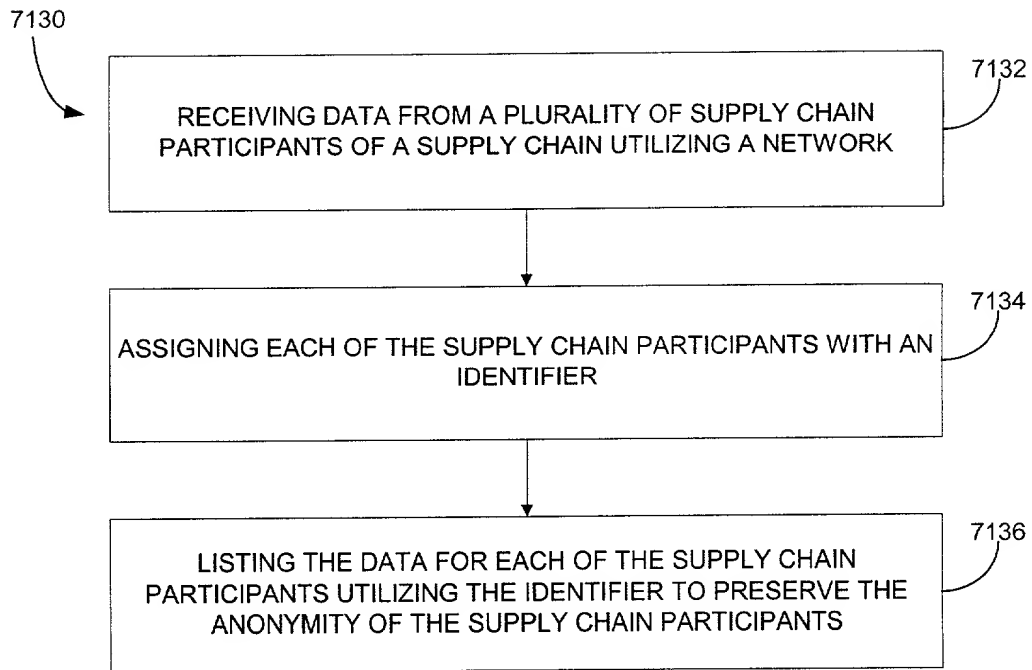 7130
7132
RECEIVING DATA FROM A PLURALITY OF SUPPLY CHAIN
PARTICIPANTS OF A SUPPLY CHAIN UTILIZING A NETWORK
7134
ASSIGNING EACH OF THE SUPPLY CHAIN PARTICIPANTS WITH AN
IDENTIFIER
7136
LISTING THE DATA FOR EACH OF THE SUPPLY CHAIN
PARTICIPANTS UTILIZING THE IDENTIFIER TO PRESERVE THE
ANONYMITY OF THE SUPPLY CHAIN PARTICIPANTS